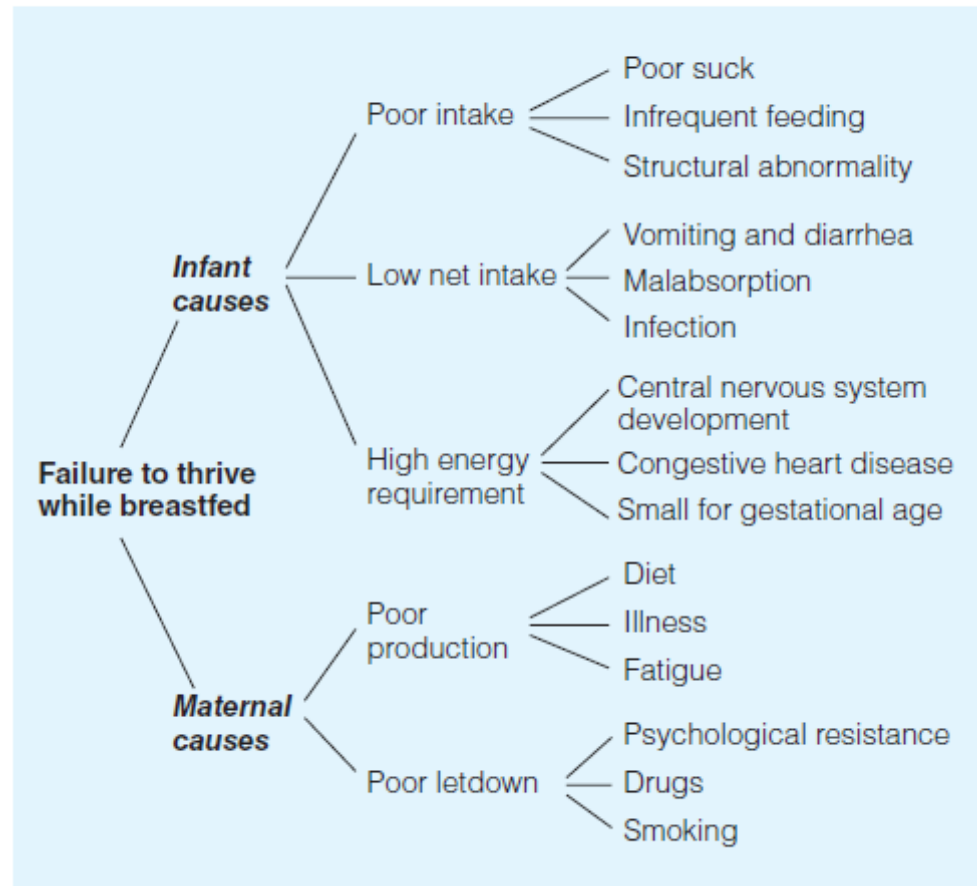 Poor suck
Poor intake
Infrequent feeding
Structural abnormality
Vomiting and diarrhea
Infant
causes
Low net intake
Malabsorption
Infection
Central nervous system
development
High energy
requirement
Congestive heart disease
Small for gestational age
Failure to thrive
while breastfed
Diet
Poor
production
Illness
Fatigue
Maternal
causes
Psychological resistance
Poor letdown
Drugs
Smoking